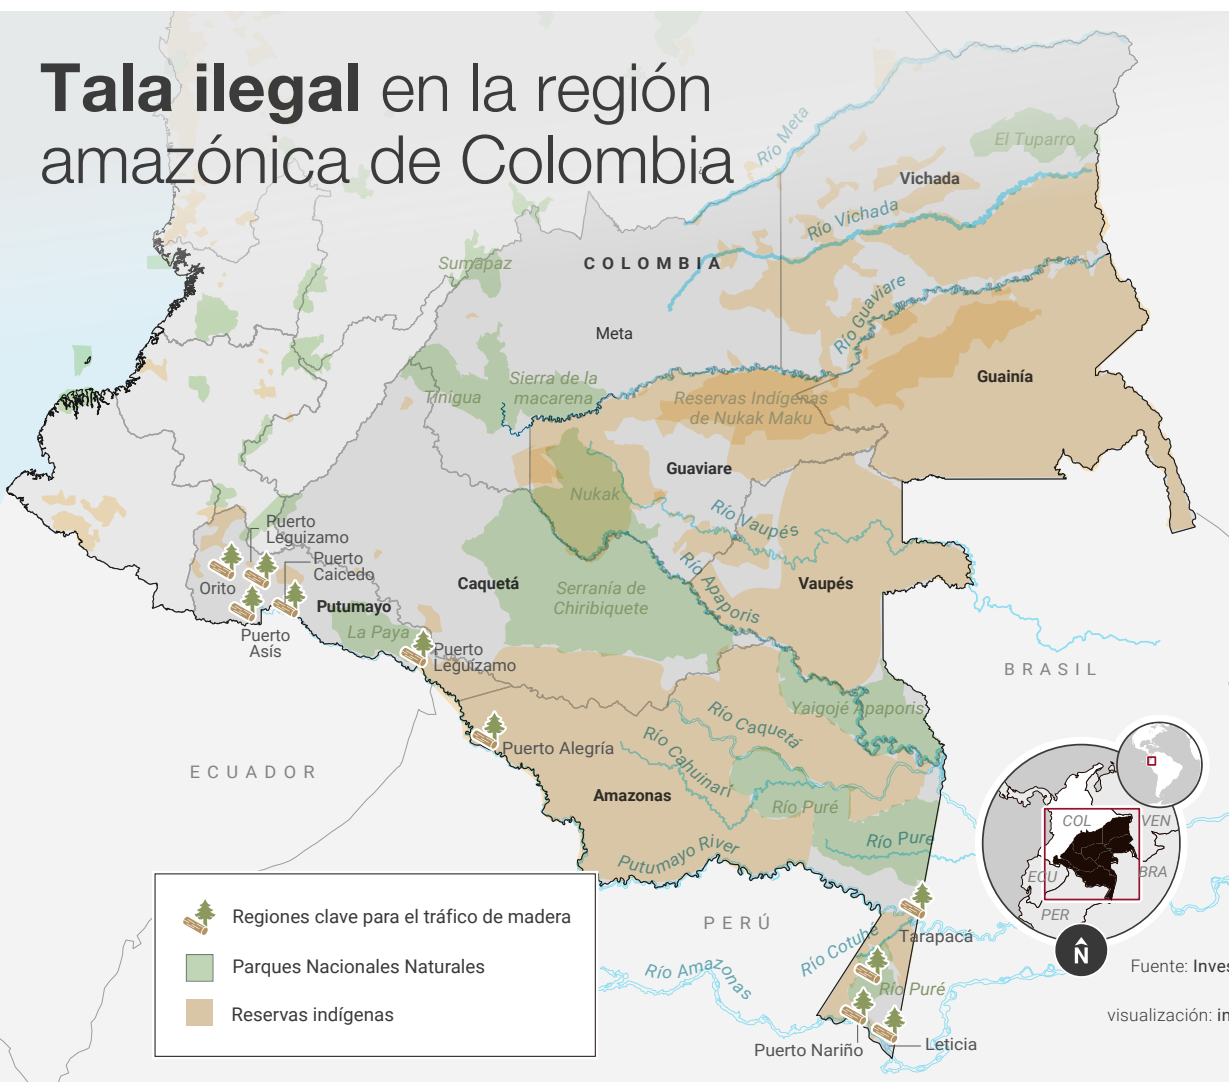 Tala ilegal en la región
amazónica de Colombia
Río Meta
El Tuparro
Vichada
Río Vichada
Sumapaz
COLOMBIA
Río Guaviare
Meta
Guainía
Tinigua
Sierra de la
macarena
Reservas Indígenas
de Nukak Maku
Guaviare
Nukak
Río Vaupés
Puerto
Leguízamo
Puerto
Caicedo
Orito
Putumayo
Puerto
Asís
La Paya
Puerto
Leguízamo
Caquetá
Serranía de
Chiribiquete
Río Apaporis
Vaupés
BRASIL
Yaigojé Apaporis
Río Caquetá
Río Cahuinarí
Puerto Alegría
ECUADOR
Amazonas
Río Puré
Río Pure
Putumayo River
COL
VEN
ECU
BRA
PER
N
PERÚ
Tarapacá
Río Cotuhé
Río Amazonas
Río Puré
Puerto Nariño
Leticia
Regiones clave para el tráfico de madera
Parques Nacionales Naturales
Reservas indígenas
Fuente: Inves
visualización: in